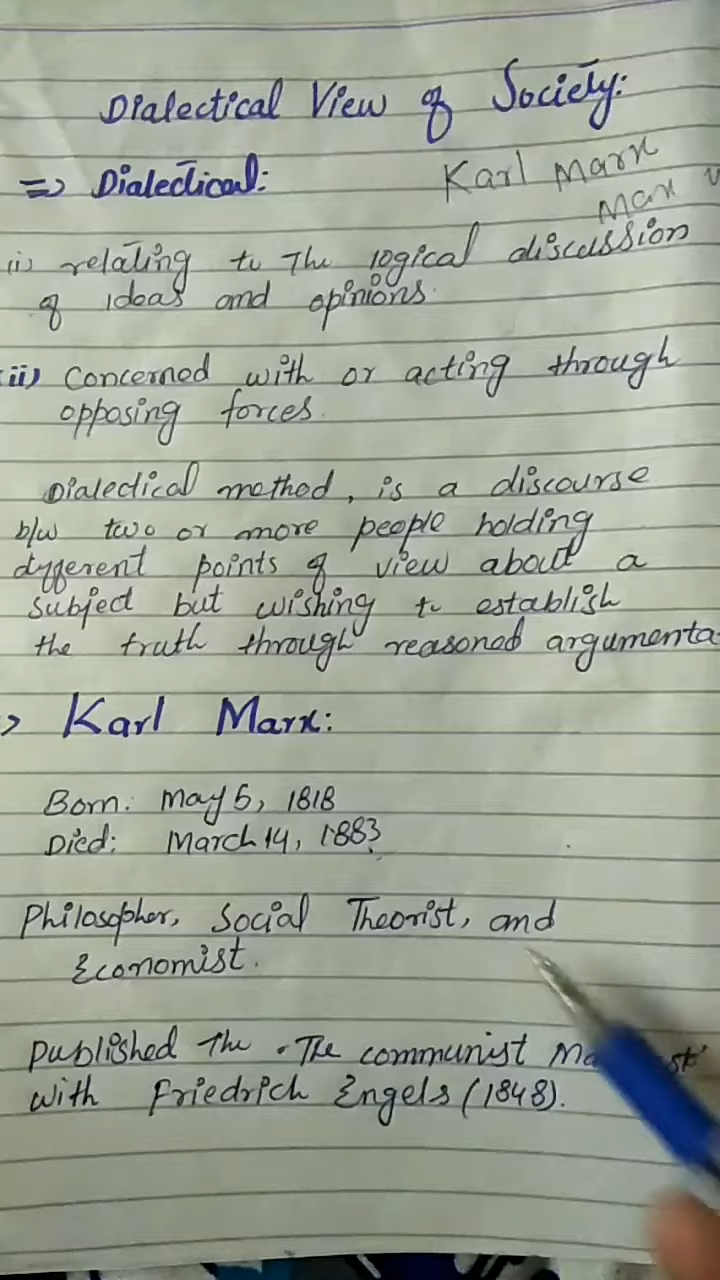 Dialectical View of Society:
=> Dialectical: Karl Marx
Marx
(i) relating to The logical discussion
of ideas and opinions.
(ii) Concerned with or acting through
opposing forces.
Dialectical method, is a discourse
b/w two or more people holding
different points of view about a
subject but wishing to establish
the truth through reasoned argumenta
> Karl Marx:
Born: May 5, 1818
Died: March 14, 1883
Philosopher, Social Theorist, and
Economist.
Published The . The communist
with Friedrich Engels (1848).